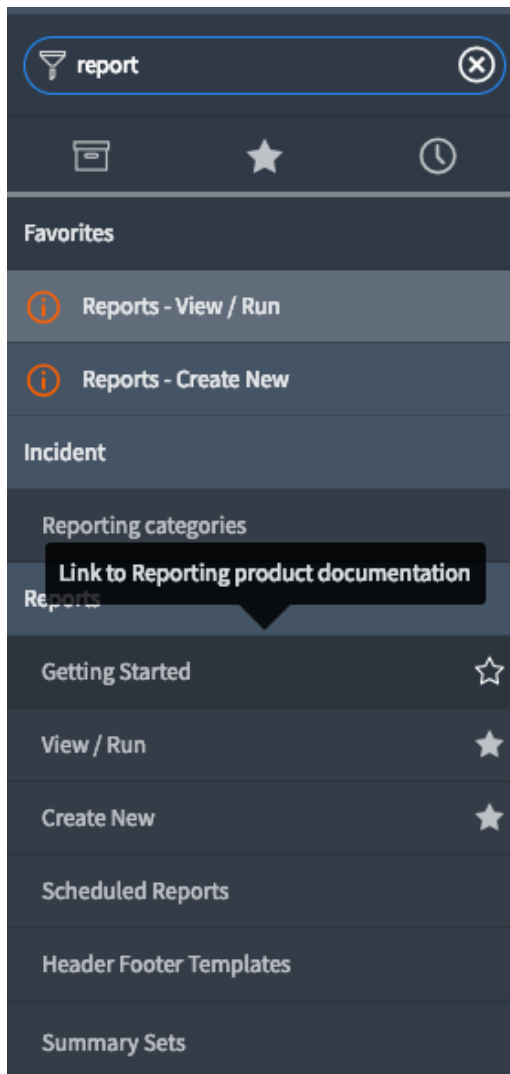 report
Favorites
Reports - View / Run
Reports - Create New
Incident
Reporting categories
Link to Reporting product documentation
Reports
Getting Started
View / Run
Create New
Scheduled Reports
Header Footer Templates
Summary Sets